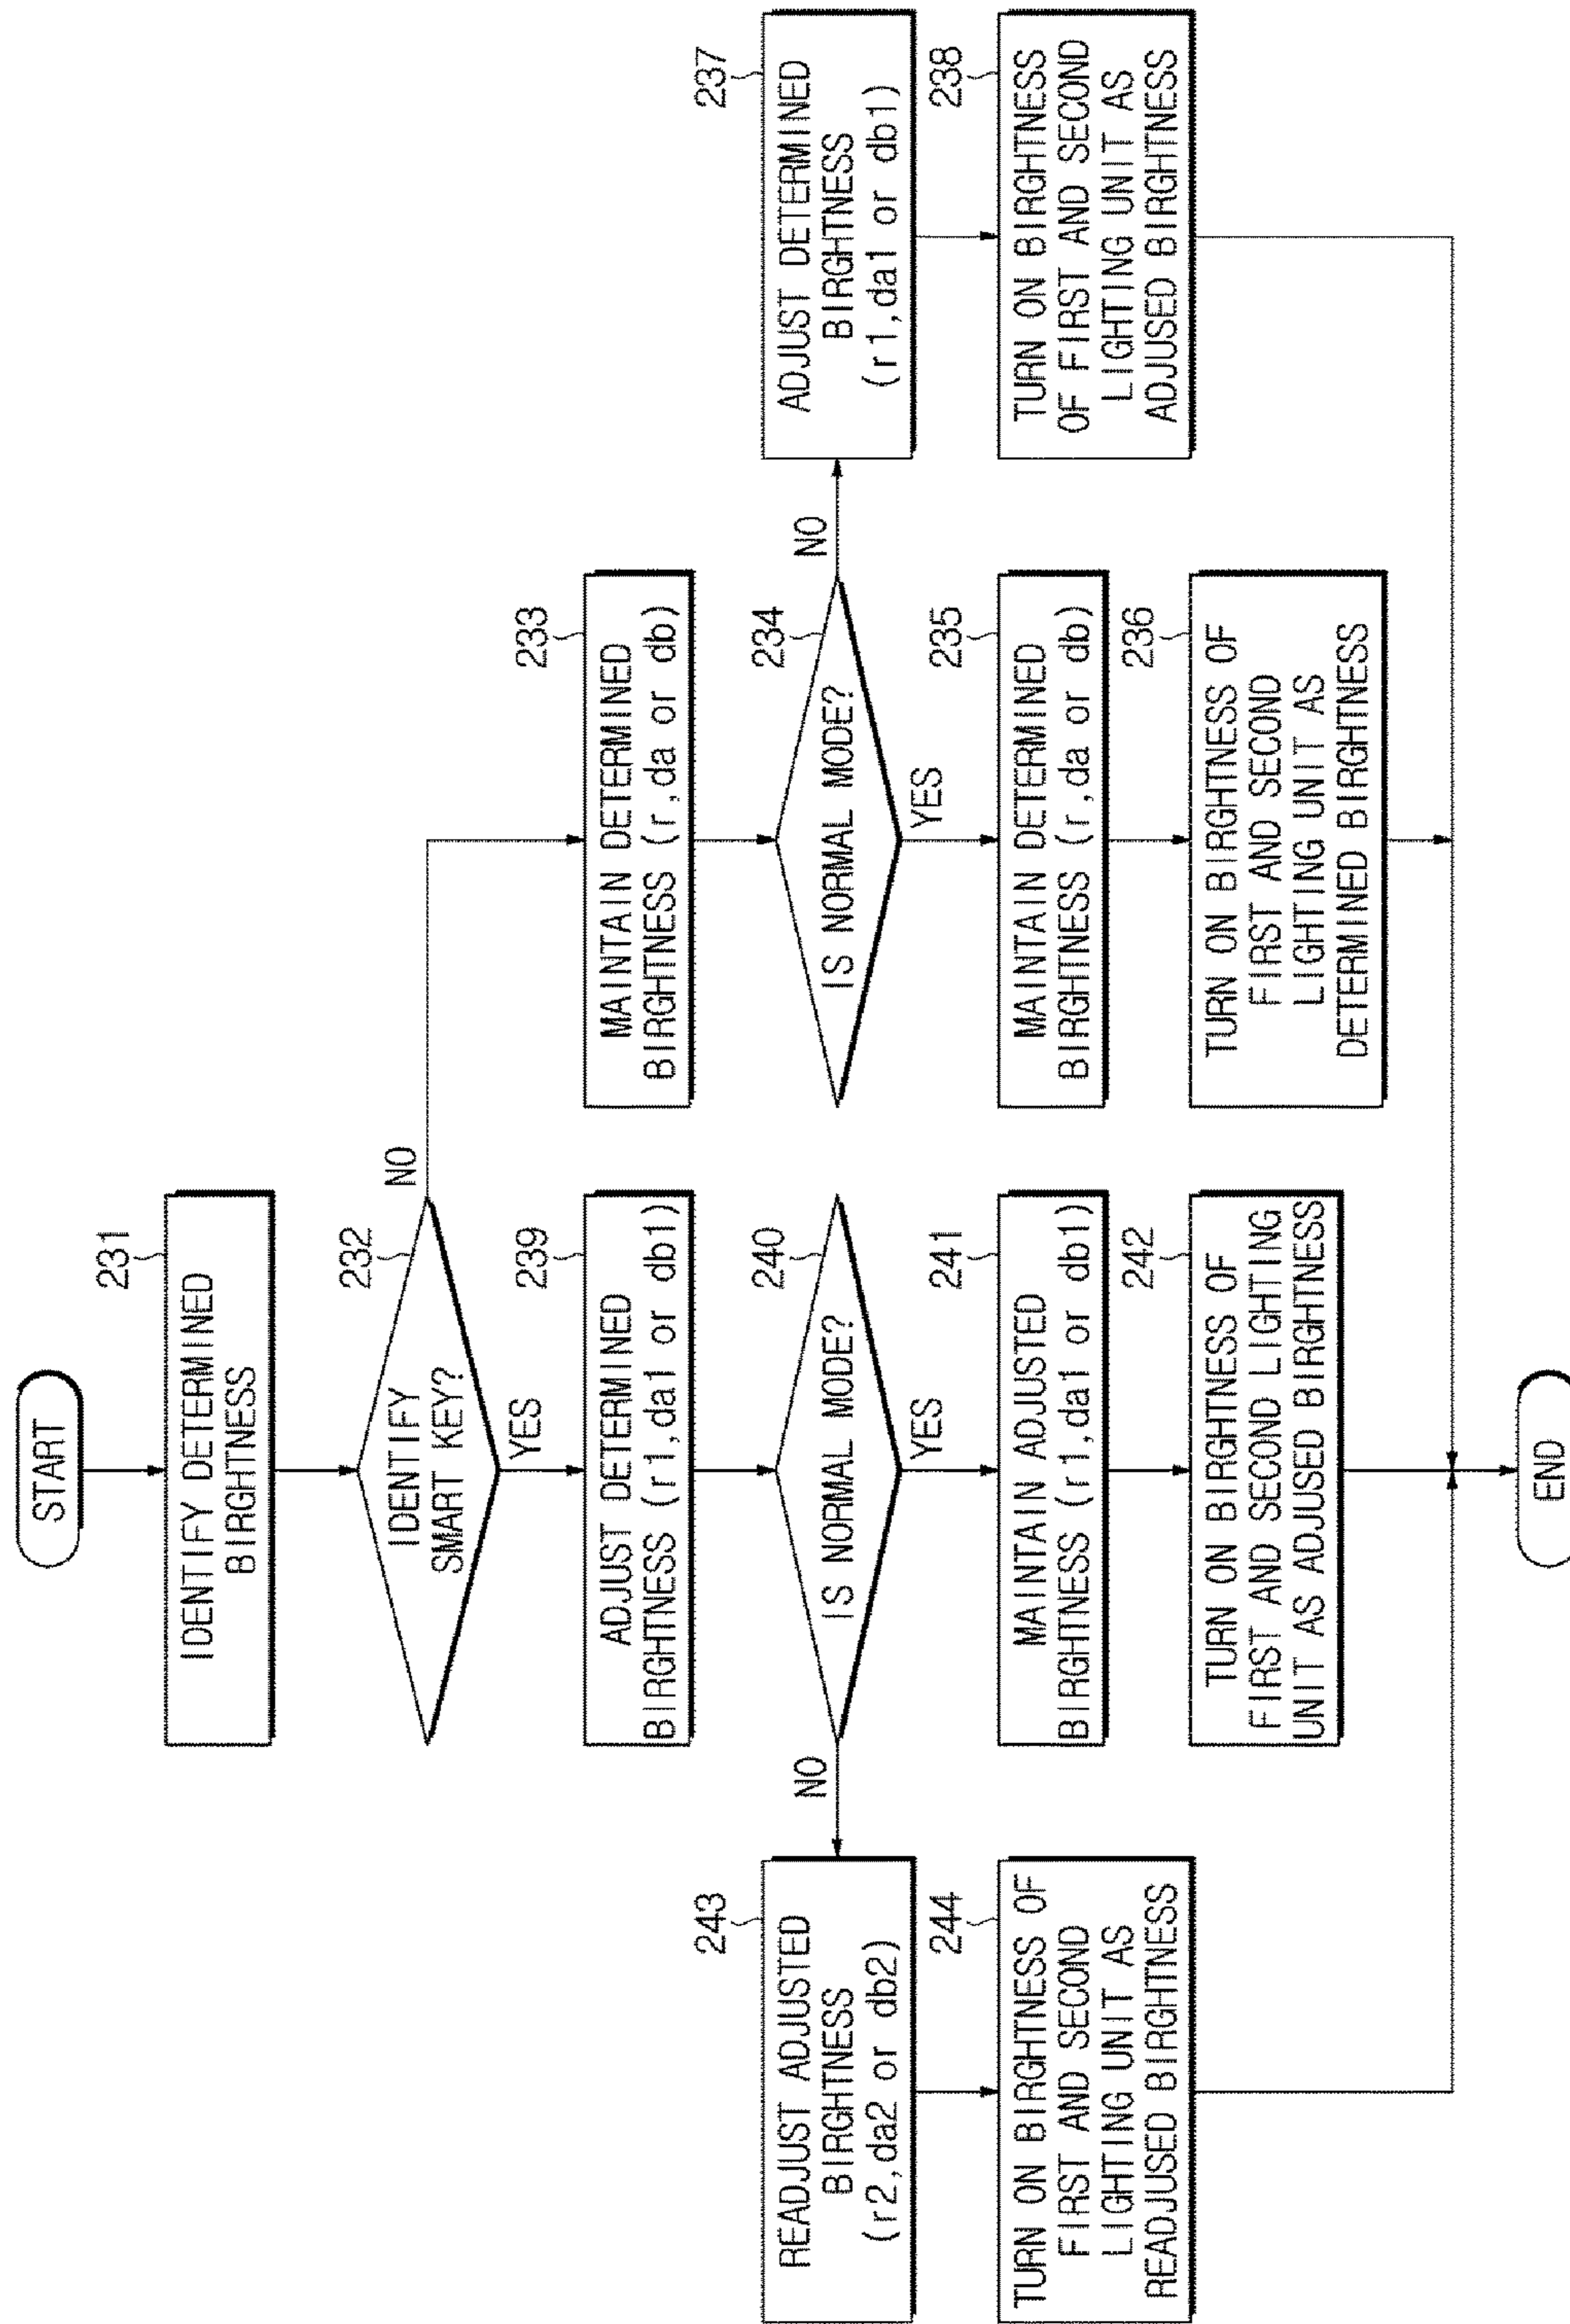 START
231
IDENTIFY DETERMINED
BIRGHTNESS
232
IDENTIFY
SMART KEY?
NO
YES
239
ADJUST DETERMINED
BIRGHTNESS (r1,da1 or db1)
233
MAINTAIN DETERMINED
BIRGHTNESS (r,da or db)
240
IS NORMAL MODE?
NO
YES
234
IS NORMAL MODE?
NO
YES
243
READJUST ADJUSTED
BIRGHTNESS
(r2,da2 or db2)
237
ADJUST DETERMINED
BIRGHTNESS
(r1,da1 or db1)
244
TURN ON BIRGHTNESS OF
FIRST AND SECOND
LIGHTING UNIT AS
READJUSED BIRGHTNESS
241
MAINTAIN ADJUSTED
BIRGHTNESS (r1,da1 or db1)
235
MAINTAIN DETERMINED
BIRGHTNESS (r,da or db)
238
TURN ON BIRGHTNESS
OF FIRST AND SECOND
LIGHTING UNIT AS
ADJUSED BIRGHTNESS
242
TURN ON BIRGHTNESS OF
FIRST AND SECOND LIGHTING
UNIT AS ADJUSED BIRGHTNESS
236
TURN ON BIRGHTNESS OF
FIRST AND SECOND
LIGHTING UNIT AS
DETERMINED BIRGHTNESS
END